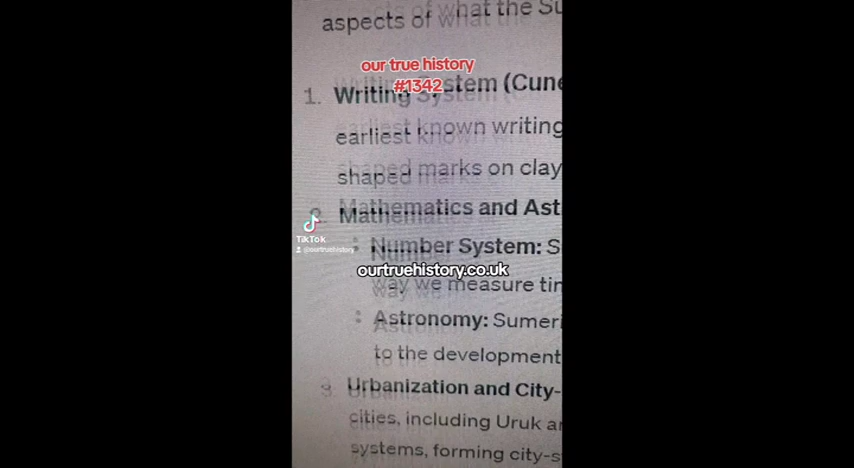 aspects of what the Su
our true history
#1342
1. Writing System (Cune
earliest known writing
shaped marks on clay
2. Mathematics and Ast
Number System: S
way we measure tim
Astronomy: Sumeri
to the development
3. Urbanization and City-
cities, including Uruk a
systems, forming city-s
TikTok
@ourtruehistory
ourtruehistory.co.uk